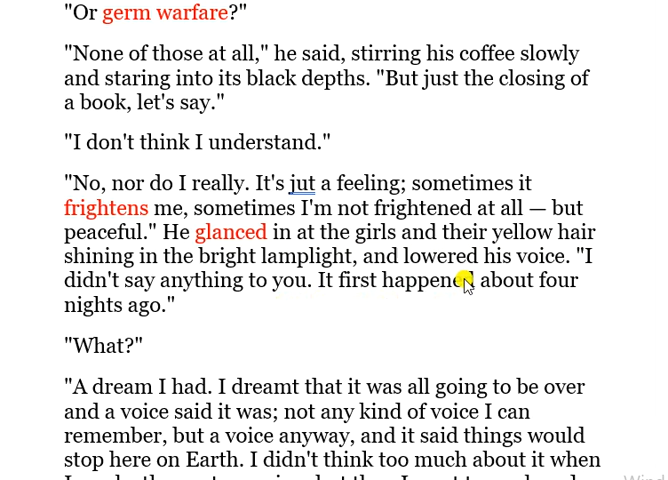 "Or germ warfare?"
"None of those at all," he said, stirring his coffee slowly
and staring into its black depths. "But just the closing of
a book, let's say."
"I don't think I understand."
"No, nor do I really. It's jut a feeling; sometimes it
frightens me, sometimes I'm not frightened at all — but
peaceful." He glanced in at the girls and their yellow hair
shining in the bright lamplight, and lowered his voice. "I
didn't say anything to you. It first happened about four
nights ago."
"What?"
"A dream I had. I dreamt that it was all going to be over
and a voice said it was; not any kind of voice I can
remember, but a voice anyway, and it said things would
stop here on Earth. I didn't think too much about it when